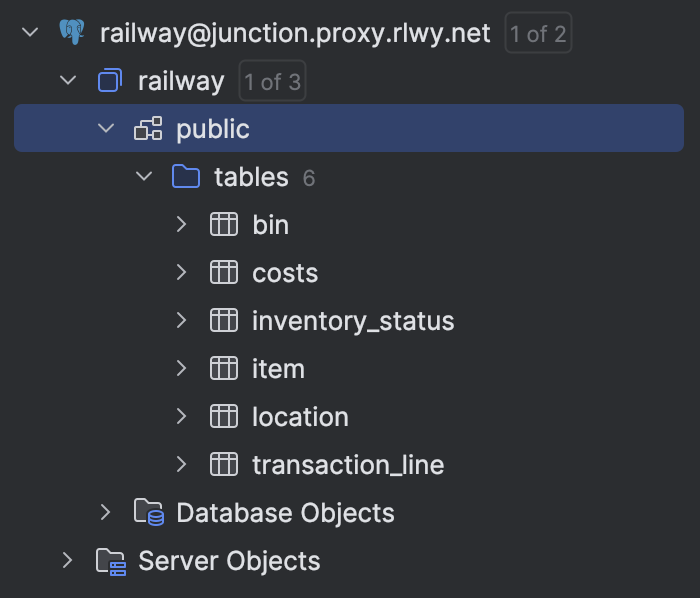 railway@junction.proxy.rlwy.net 1 of 2
railway 1 of 3
public
tables 6
bin
costs
inventory_status
item
location
transaction_line
Database Objects
Server Objects